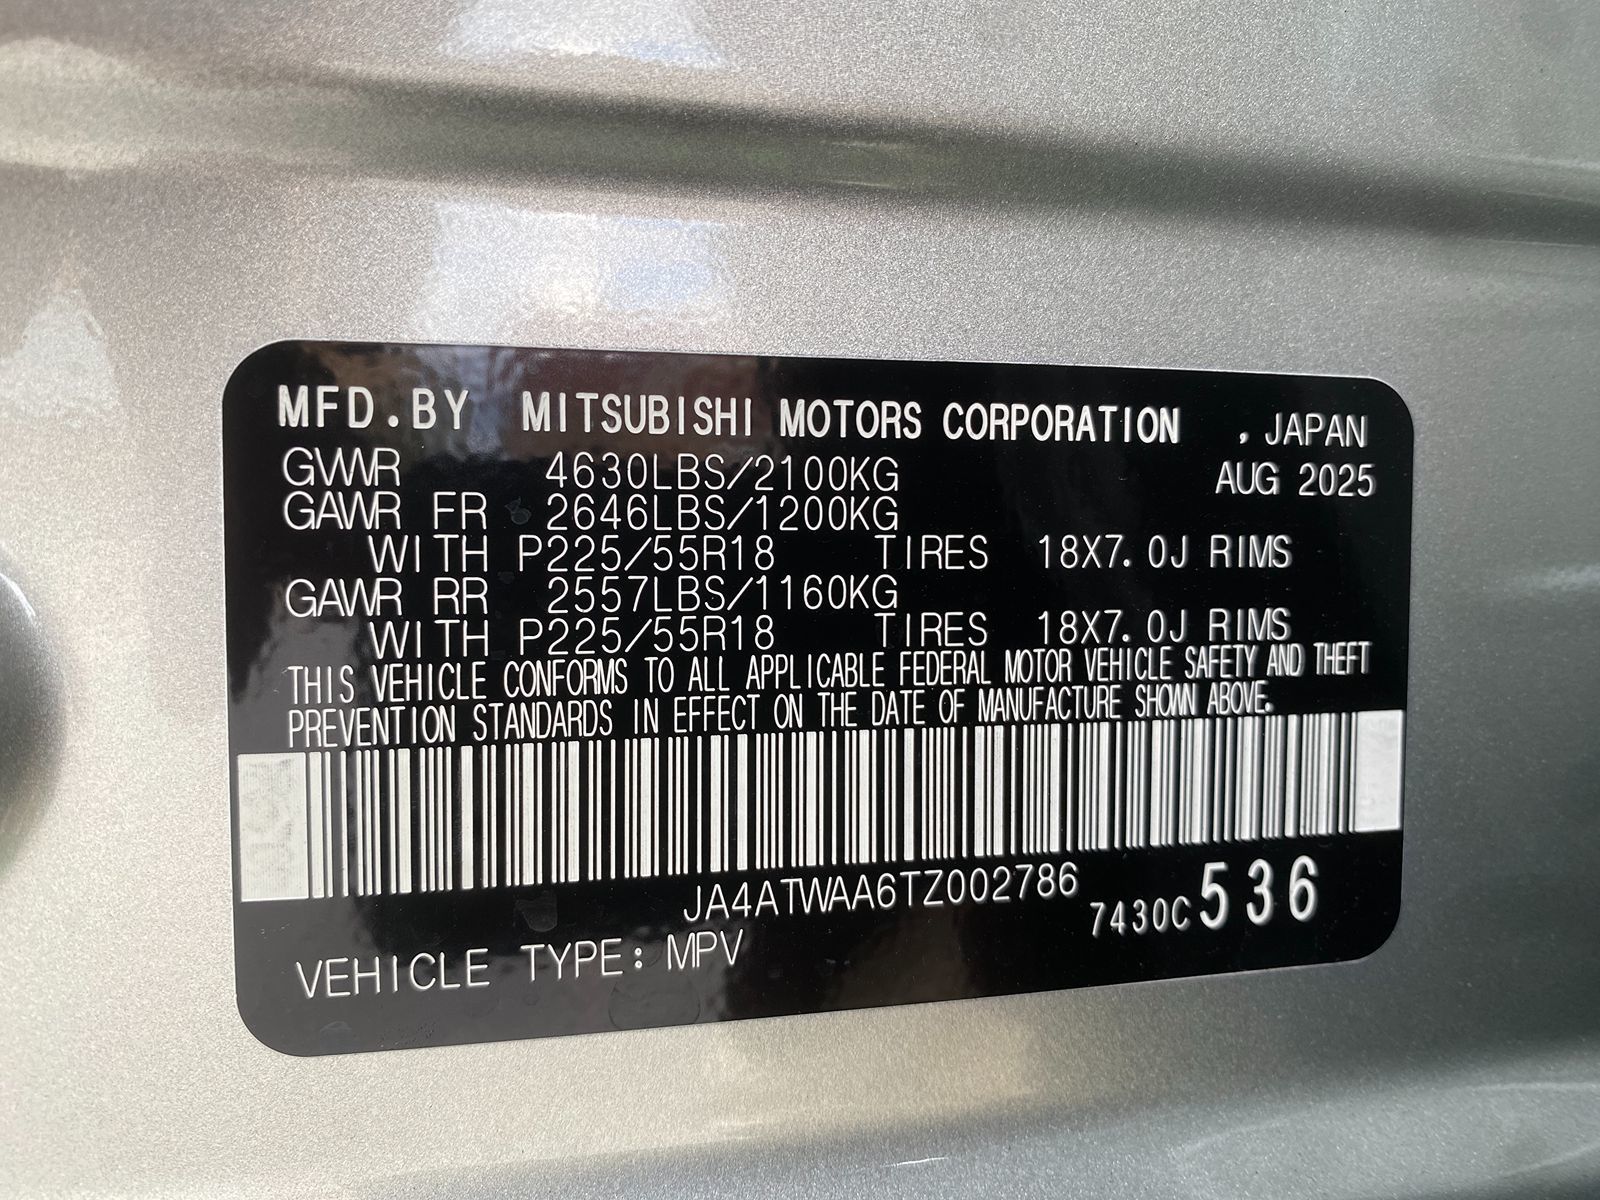 MFD.BY MITSUBISHI MOTORS CORPORATION , JAPAN
GVWR 4630LBS/2100KG AUG 2025
GAWR FR 2646LBS/1200KG
WITH P225/55R18 TIRES 18X7.0J RIMS
GAWR RR 2557LBS/1160KG
WITH P225/55R18 TIRES 18X7.0J RIMS
THIS VEHICLE CONFORMS TO ALL APPLICABLE FEDERAL MOTOR VEHICLE SAFETY AND THEFT
PREVENTION STANDARDS IN EFFECT ON THE DATE OF MANUFACTURE SHOWN ABOVE.
JA4ATWAA6TZ002786 7430C 536
VEHICLE TYPE: MPV